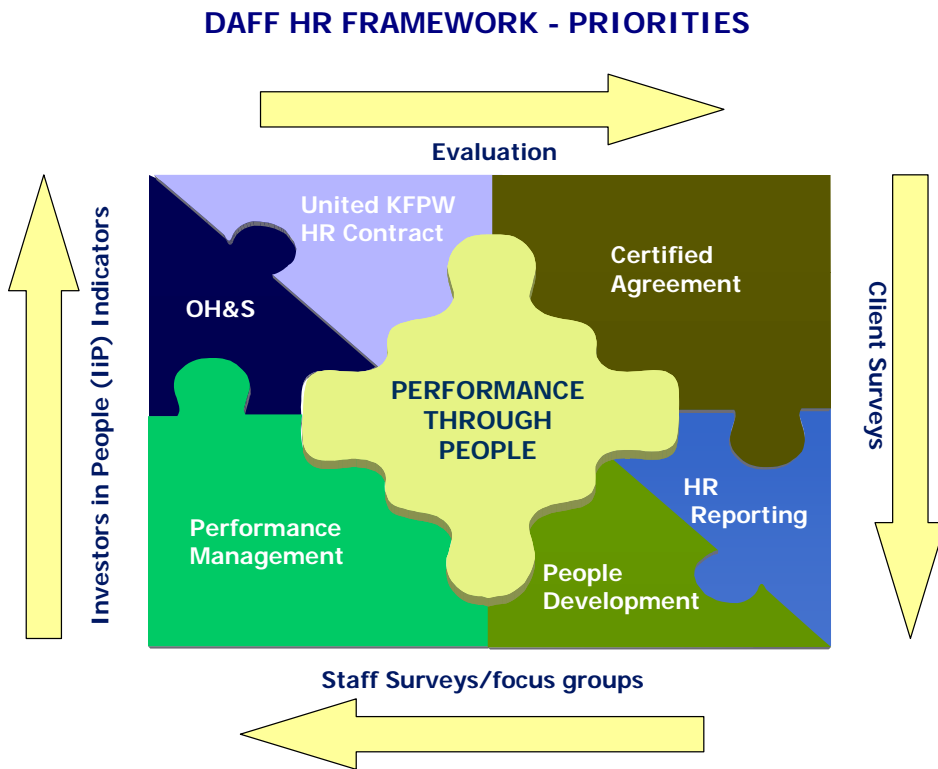 DAFF HR FRAMEWORK - PRIORITIES
Evaluation
United KFPW
HR Contract
Certified
Agreement
OH&S
Investors in People (IiP) Indicators
Client Surveys
PERFORMANCE
THROUGH
PEOPLE
HR
Reporting
Performance
Management
People
Development
Staff Surveys/focus groups